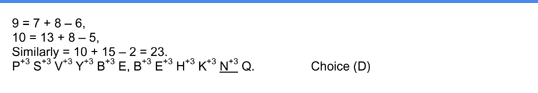 9 = 7 + 8 – 6,
10 = 13 + 8 – 5,
Similarly = 10 + 15 – 2 = 23.
P⁺³ S⁺³ V⁺³ Y⁺³ B⁺³ E, B⁺³ E⁺³ H⁺³ K⁺³ N⁺³ Q. Choice (D)